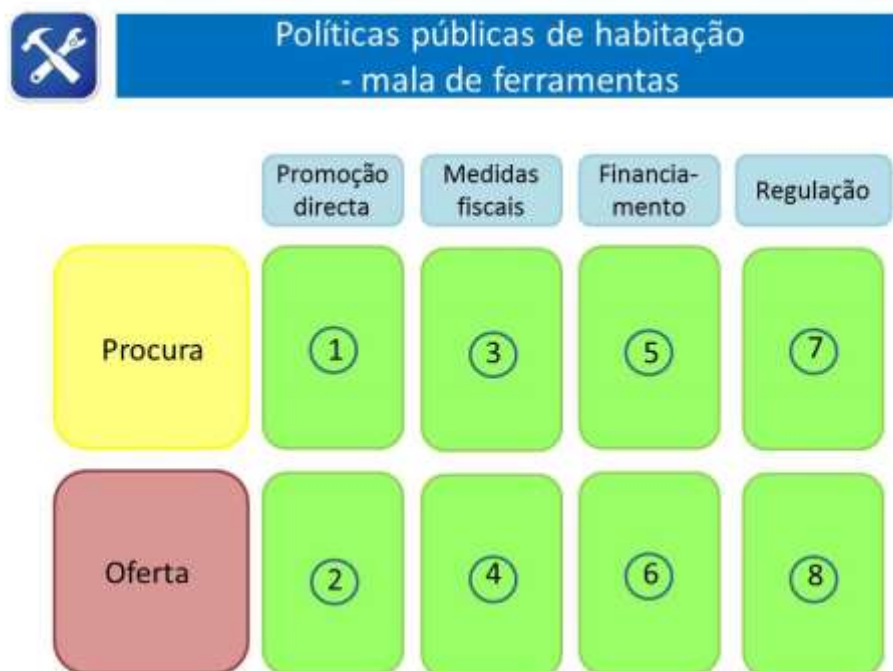 Políticas públicas de habitação
- mala de ferramentas
Promoção
directa
Medidas
fiscais
Financia-
mento
Regulação
Procura
1
3
5
7
Oferta
2
4
6
8